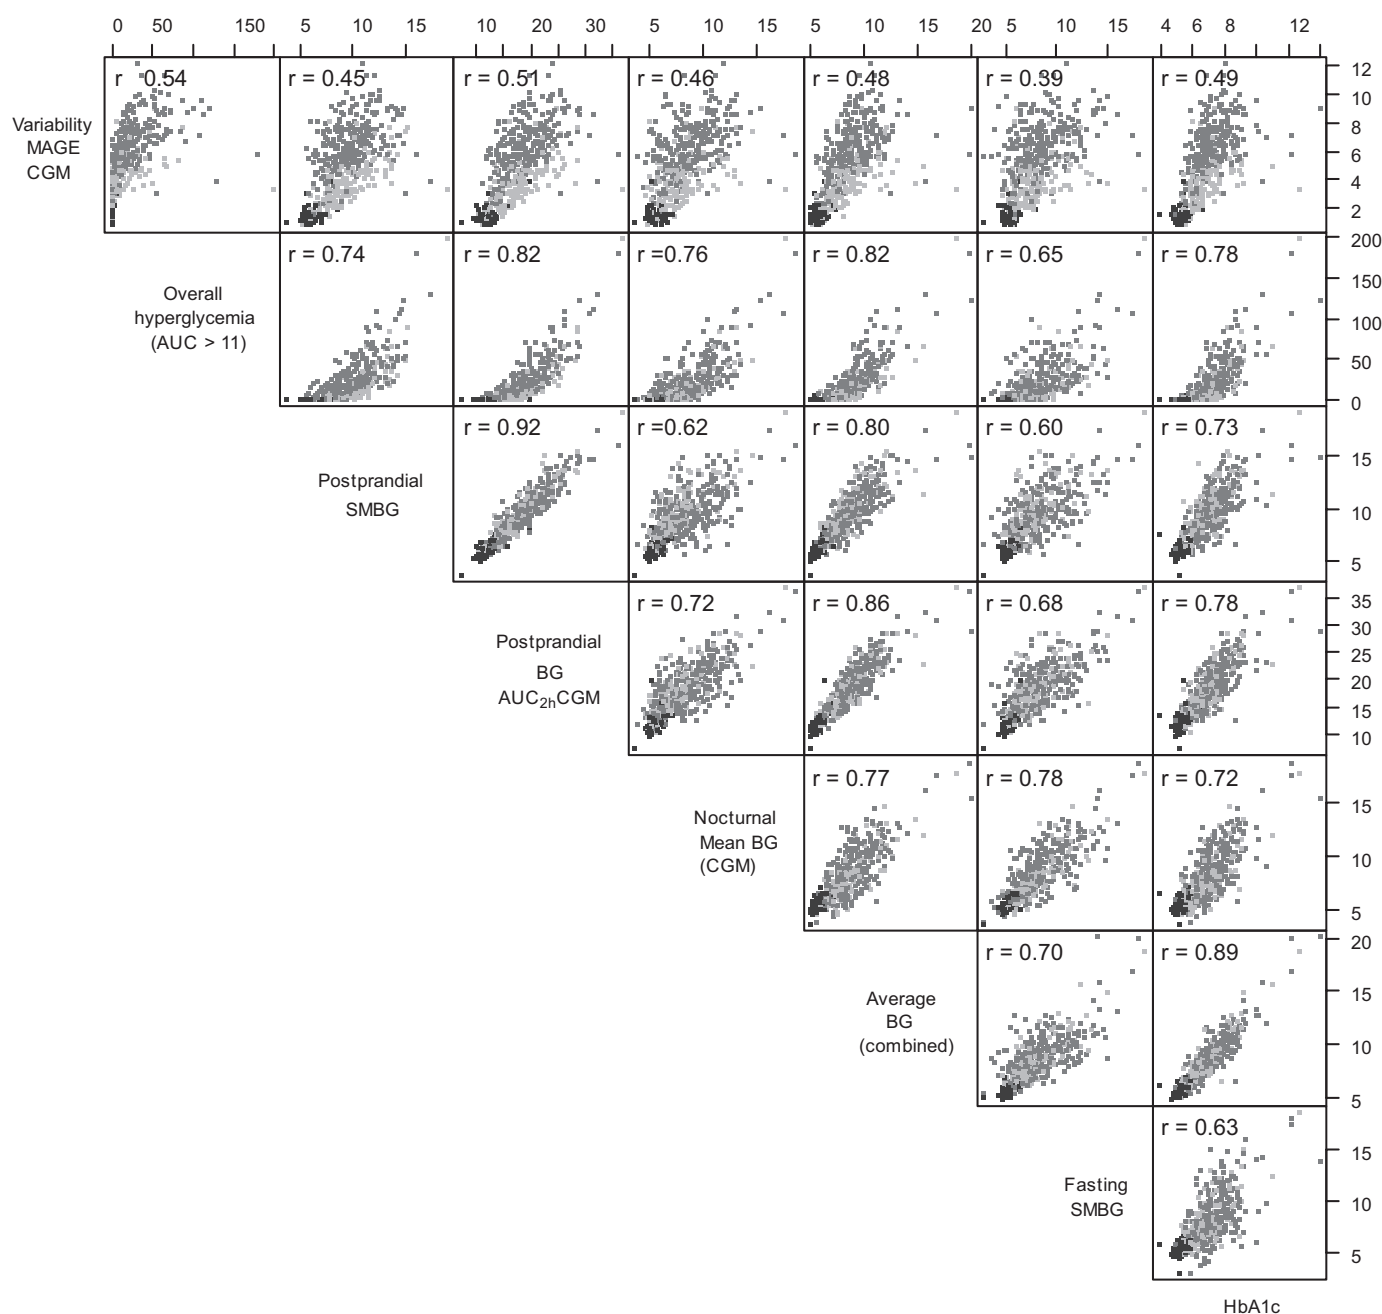 0 50 150 5 10 15 10 20 30 5 10 15 5 10 15 20 5 10 15 4 6 8 12
r 0.54 r = 0.45 r = 0.51 r = 0.46 r = 0.48 r = 0.39 r = 0.49
12
10
8
6
4
2
Variability
MAGE
CGM
r = 0.74 r = 0.82 r =0.76 r = 0.82 r = 0.65 r = 0.78
200
150
100
50
0
Overall
hyperglycemia
(AUC > 11)
r = 0.92 r =0.62 r = 0.80 r = 0.60 r = 0.73
15
10
5
Postprandial
SMBG
r = 0.72 r = 0.86 r = 0.68 r = 0.78
35
30
25
20
15
10
Postprandial
BG
AUC2hCGM
r = 0.77 r = 0.78 r = 0.72
15
10
5
Nocturnal
Mean BG
(CGM)
r = 0.70 r = 0.89
20
15
10
5
Average
BG
(combined)
r = 0.63
15
10
5
Fasting
SMBG
HbA1c